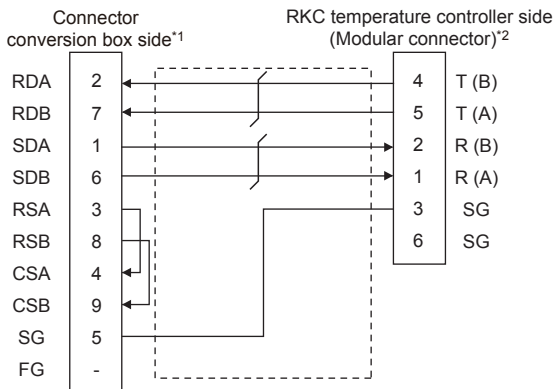 Connector
conversion box side*1
RKC temperature controller side
(Modular connector)*2
RDA 2 4 T (B)
RDB 7 5 T (A)
SDA 1 2 R (B)
SDB 6 1 R (A)
RSA 3 3 SG
RSB 8 6 SG
CSA 4
CSB 9
SG 5
FG -